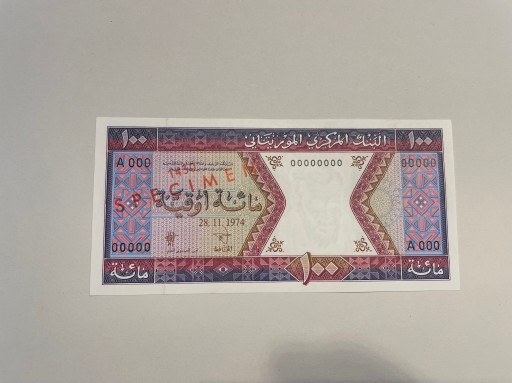 ١٠٠ البنك المركزي الموريتاني ١٠٠
A 000 00000000 00000
SPECIMEN
مائة أوقية
28.11.1974
00000 A 000
مائة ١٠٠ مائة